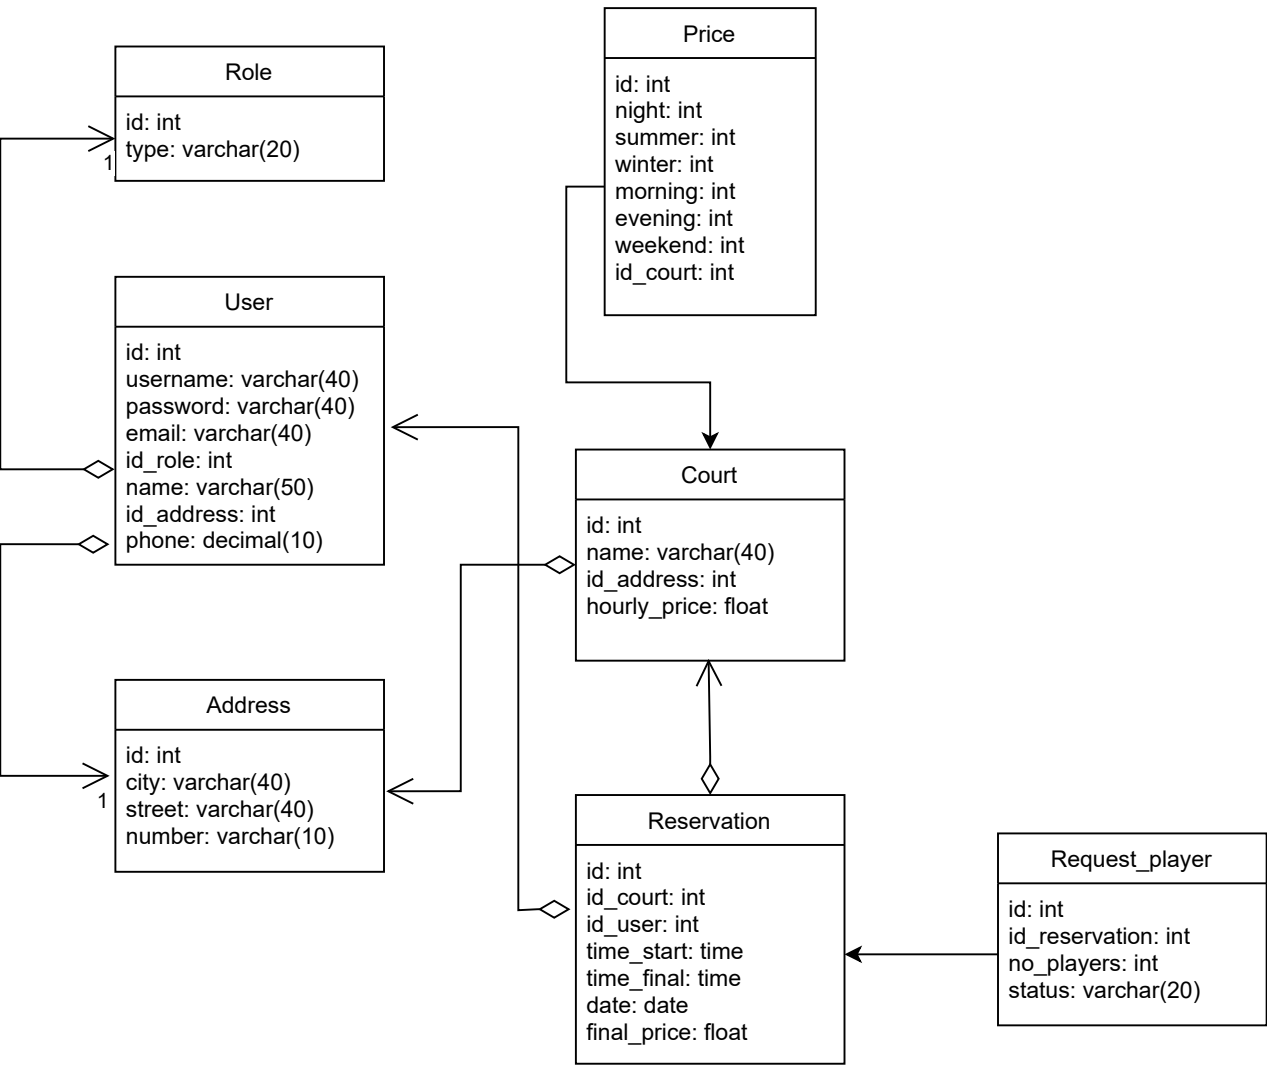 Role
id: int
type: varchar(20)
1
Price
id: int
night: int
summer: int
winter: int
morning: int
evening: int
weekend: int
id_court: int
User
id: int
username: varchar(40)
password: varchar(40)
email: varchar(40)
id_role: int
name: varchar(50)
id_address: int
phone: decimal(10)
Court
id: int
name: varchar(40)
id_address: int
hourly_price: float
Address
id: int
city: varchar(40)
street: varchar(40)
number: varchar(10)
1
Reservation
id: int
id_court: int
id_user: int
time_start: time
time_final: time
date: date
final_price: float
Request_player
id: int
id_reservation: int
no_players: int
status: varchar(20)